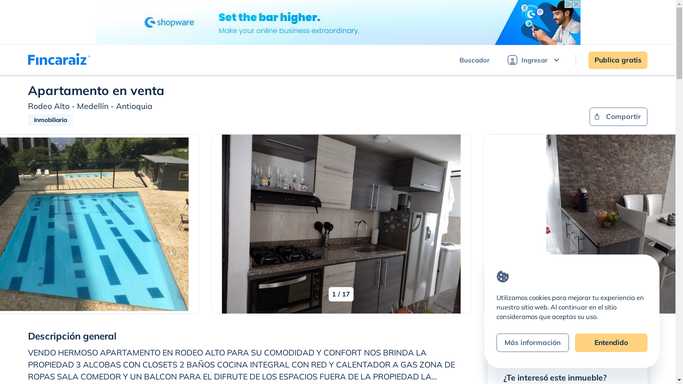 shopware
Set the bar higher.
Make your online business extraordinary.
Fincaraiz
Buscador
Ingresar
Publica gratis
Apartamento en venta
Rodeo Alto - Medellín - Antioquia
Inmobiliaria
Compartir
1 / 17
Utilizamos cookies para mejorar tu experiencia en
nuestro sitio web. Al continuar en el sitio
consideramos que aceptas su uso.
Más información
Entendido
Descripción general
VENDO HERMOSO APARTAMENTO EN RODEO ALTO PARA SU COMODIDAD Y CONFORT NOS BRINDA LA
PROPIEDAD 3 ALCOBAS CON CLOSETS 2 BAÑOS COCINA INTEGRAL CON RED Y CALENTADOR A GAS ZONA DE
ROPAS SALA COMEDOR Y UN BALCON PARA EL DIFRUTE DE LOS ESPACIOS FUERA DE LA PROPIEDAD LA...
¿Te interesó este inmueble?